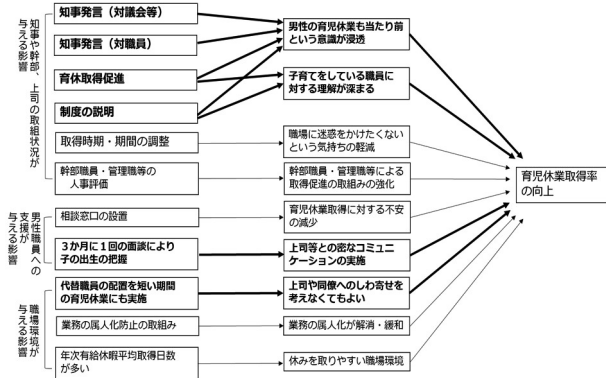 知事や幹部、上司の取組状況が
与える影響
知事発言（対議会等）
知事発言（対職員）
育休取得促進
制度の説明
取得時期・期間の調整
幹部職員・管理職等の
人事評価
男性の育児休業も当たり前
という意識が浸透
子育てをしている職員に
対する理解が深まる
職場に迷惑をかけたくない
という気持ちの軽減
幹部職員・管理職等による
取得促進の取組みの強化
男性職員への
支援が
与える影響
相談窓口の設置
３か月に１回の面談により
子の出生の把握
育児休業取得に対する不安
の減少
上司等との密なコミュニ
ケーションの実施
職場環境が
与える影響
代替職員の配置を短い期間
の育児休業にも実施
業務の属人化防止の取組み
年次有給休暇平均取得日数
が多い
上司や同僚へのしわ寄せを
考えなくてもよい
業務の属人化が解消・緩和
休みを取りやすい職場環境
育児休業取得率
の向上